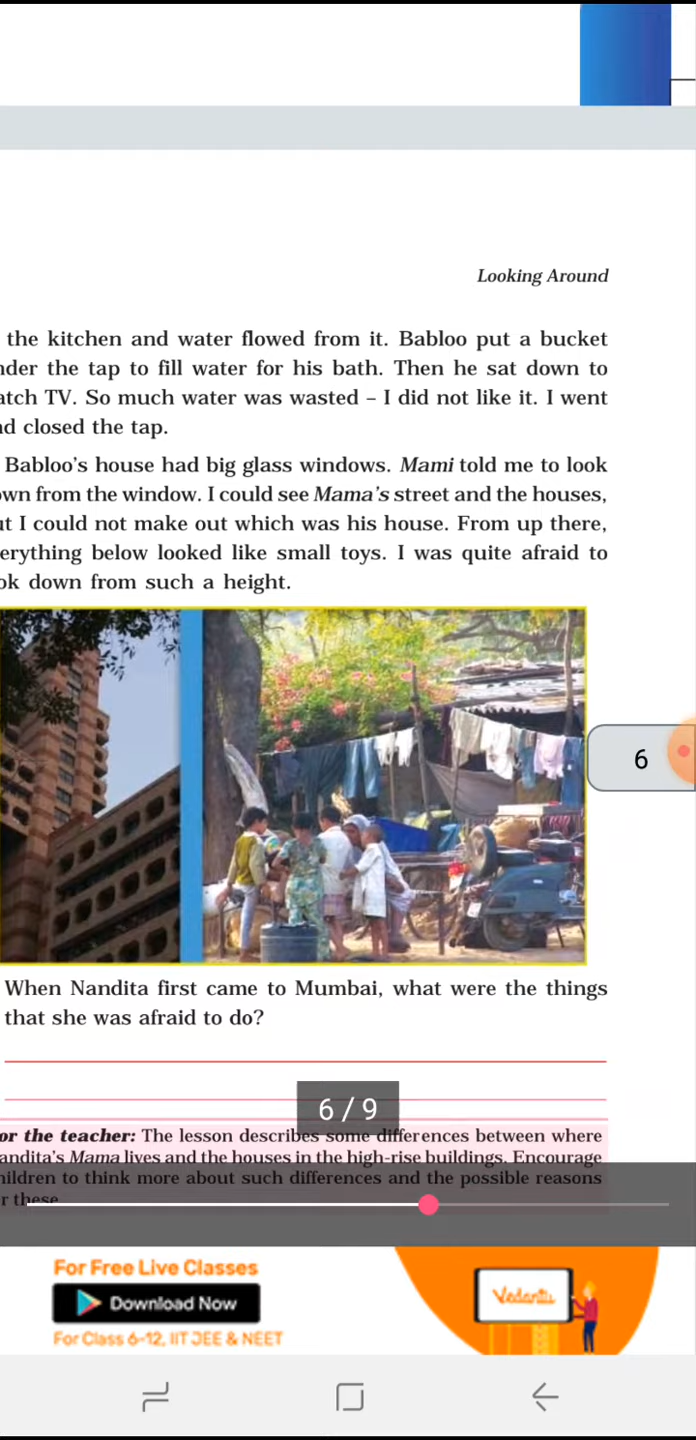 Looking Around
the kitchen and water flowed from it. Babloo put a bucket
nder the tap to fill water for his bath. Then he sat down to
atch TV. So much water was wasted – I did not like it. I went
nd closed the tap.
Babloo's house had big glass windows. Mami told me to look
own from the window. I could see Mama's street and the houses,
ut I could not make out which was his house. From up there,
erything below looked like small toys. I was quite afraid to
ok down from such a height.
6
When Nandita first came to Mumbai, what were the things
that she was afraid to do?
6 / 9
or the teacher: The lesson describes some differences between where
andita's Mama lives and the houses in the high-rise buildings. Encourage
hildren to think more about such differences and the possible reasons
r these
For Free Live Classes
Download Now
For Class 6-12, IIT JEE & NEET
Vedantu